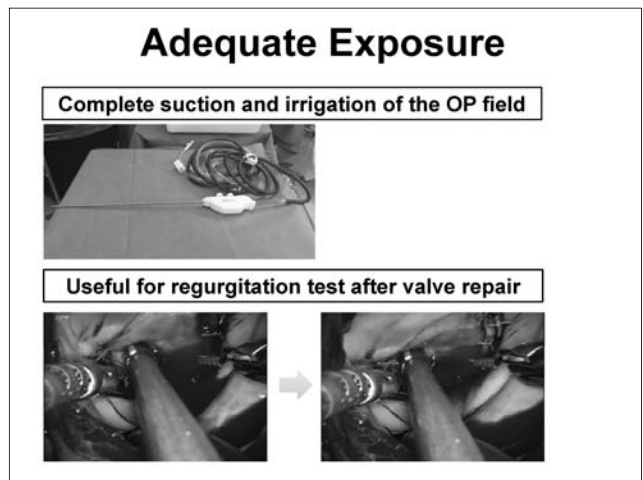 Adequate Exposure
Complete suction and irrigation of the OP field
Useful for regurgitation test after valve repair